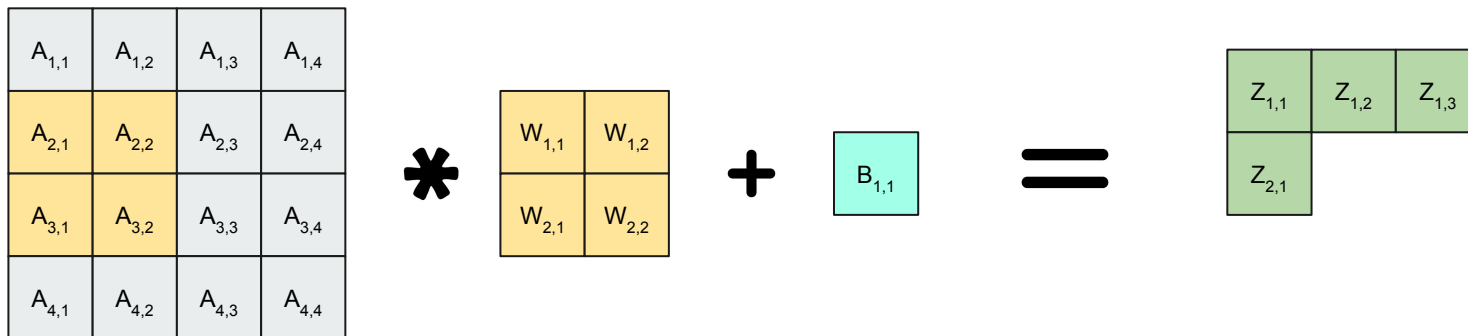 A1,1 A1,2 A1,3 A1,4
Z1,1 Z1,2 Z1,3
A2,1 A2,2 A2,3 A2,4
W1,1 W1,2
* + B1,1 =
Z2,1
A3,1 A3,2 A3,3 A3,4
W2,1 W2,2
A4,1 A4,2 A4,3 A4,4